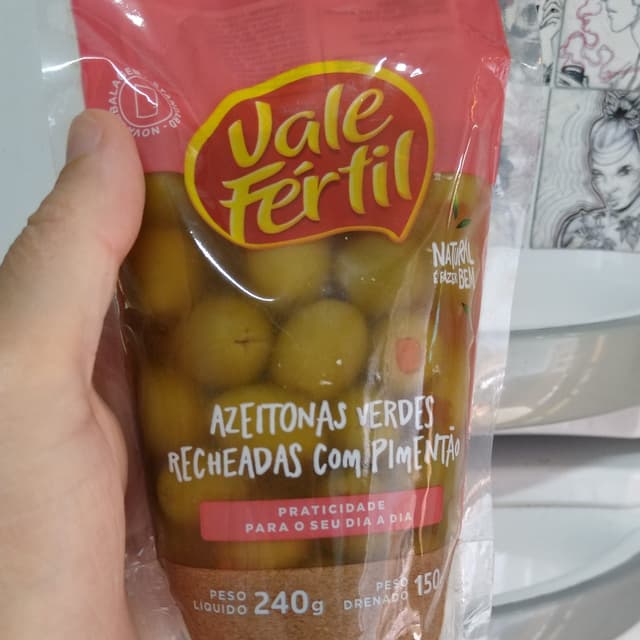 Vale
Fértil
NATURAL
É FAZER BEM
AZEITONAS VERDES
RECHEADAS COM PIMENTÃO
PRATICIDADE
PARA O SEU DIA A DIA
PESO
LÍQUIDO 240g
PESO
DRENADO 150